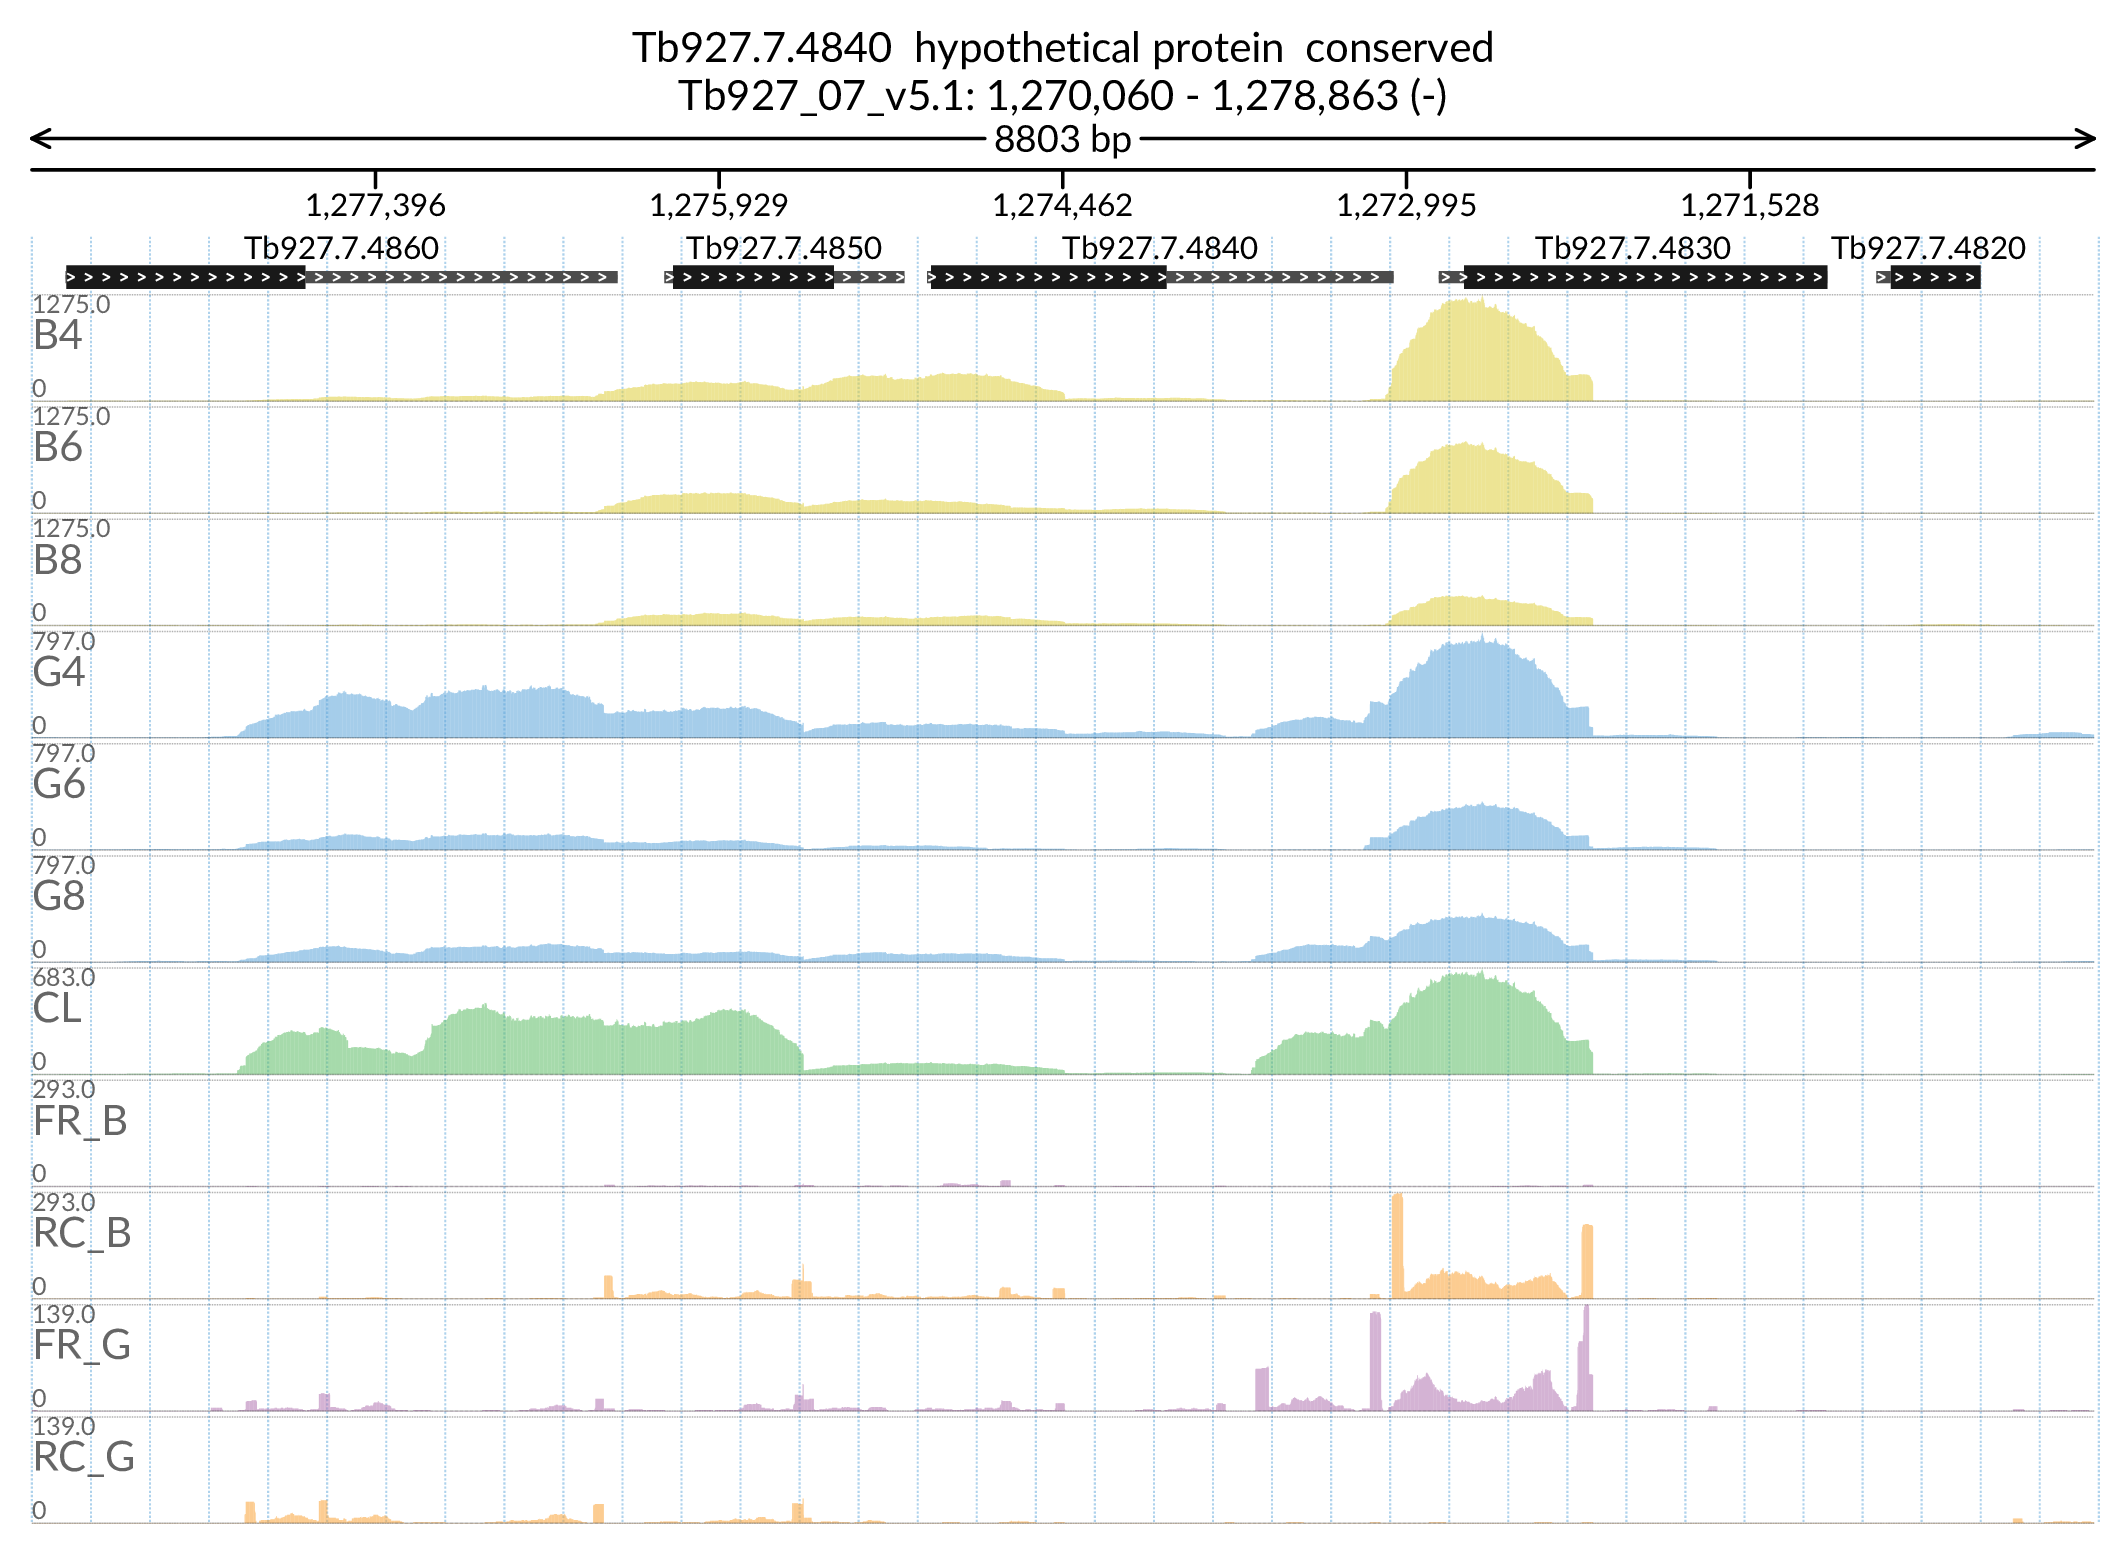 Tb927.7.4840  hypothetical protein  conserved
Tb927_07_v5.1: 1,270,060 - 1,278,863 (-)
8803 bp
1,277,396 1,275,929 1,274,462 1,272,995 1,271,528
Tb927.7.4860 Tb927.7.4850 Tb927.7.4840 Tb927.7.4830 Tb927.7.4820
1275.0
B4
0
1275.0
B6
0
1275.0
B8
0
797.0
G4
0
797.0
G6
0
797.0
G8
0
683.0
CL
0
293.0
FR_B
0
293.0
RC_B
0
139.0
FR_G
0
139.0
RC_G
0